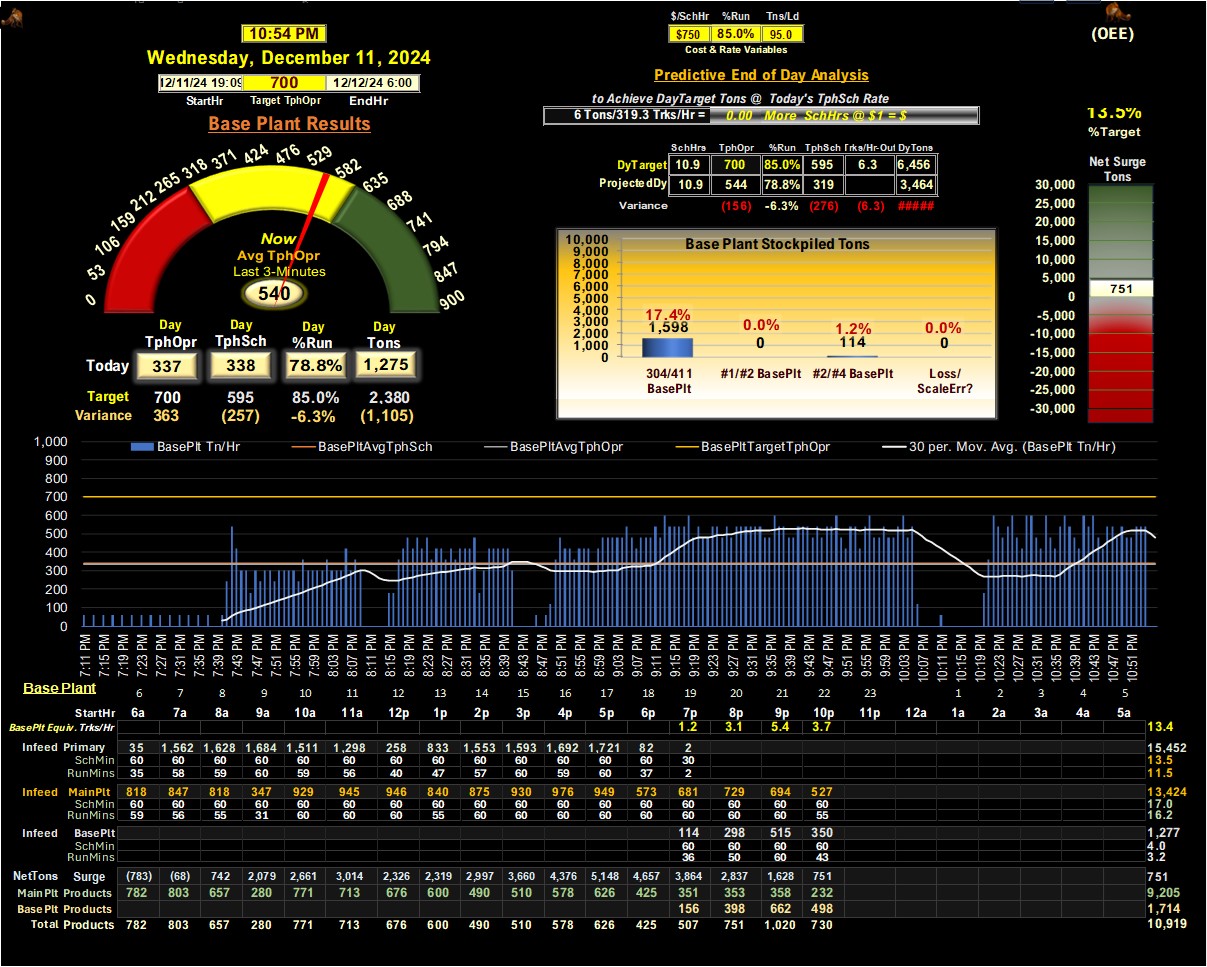 10:54 PM
Wednesday, December 11, 2024
12/11/24 19:09 700 12/12/24 6:00
StartHr Target TphOpr EndHr
Base Plant Results
$/SchHr %Run Tns/Ld
$750 85.0% 95.0
Cost & Rate Variables
Predictive End of Day Analysis
to Achieve DayTarget Tons @ Today's TphSch Rate
6 Tons/319.3 Trks/Hr = 0.00 More SchHrs @ $1 = $
SchHrs TphOpr %Run TphSch Trks/Hr-Out DyTons
DyTarget 10.9 700 85.0% 595 6.3 6,456
ProjectedDy 10.9 544 78.8% 319 3,464
Variance (156) -6.3% (276) (6.3) #####
(OEE)
13.5%
%Target
Net Surge
Tons
30,000
25,000
20,000
15,000
10,000
5,000
751
0
-5,000
-10,000
-15,000
-20,000
-25,000
-30,000
0 53 106 159 212 265 318 371 424 476 529 582 635 688 741 794 847 900
Now
Avg TphOpr
Last 3-Minutes
540
Day Day Day Day
TphOpr TphSch %Run Tons
Today 337 338 78.8% 1,275
Target 700 595 85.0% 2,380
Variance 363 (257) -6.3% (1,105)
Base Plant Stockpiled Tons
10,000
9,000
8,000
7,000
6,000
5,000
4,000
3,000
2,000
1,000
0
17.4% 0.0% 1.2% 0.0%
1,598 0 114 0
304/411 #1/#2 BasePlt #2/#4 BasePlt Loss/
BasePlt ScaleErr?
BasePlt Tn/Hr BasePltAvgTphSch BasePltAvgTphOpr BasePltTargetTphOpr 30 per. Mov. Avg. (BasePlt Tn/Hr)
1,000
900
800
700
600
500
400
300
200
100
0
7:11 PM 7:15 PM 7:19 PM 7:23 PM 7:27 PM 7:31 PM 7:35 PM 7:39 PM 7:43 PM 7:47 PM 7:51 PM 7:55 PM 7:59 PM 8:03 PM 8:07 PM 8:11 PM 8:15 PM 8:19 PM 8:23 PM 8:27 PM 8:31 PM 8:35 PM 8:39 PM 8:43 PM 8:47 PM 8:51 PM 8:55 PM 8:59 PM 9:03 PM 9:07 PM 9:11 PM 9:15 PM 9:19 PM 9:23 PM 9:27 PM 9:31 PM 9:35 PM 9:39 PM 9:43 PM 9:47 PM 9:51 PM 9:55 PM 9:59 PM 10:03 PM 10:07 PM 10:11 PM 10:15 PM 10:19 PM 10:23 PM 10:27 PM 10:31 PM 10:35 PM 10:39 PM 10:43 PM 10:47 PM 10:51 PM
Base Plant 6 7 8 9 10 11 12 13 14 15 16 17 18 19 20 21 22 23 1 2 3 4 5
StartHr 6a 7a 8a 9a 10a 11a 12p 1p 2p 3p 4p 5p 6p 7p 8p 9p 10p 11p 12a 1a 2a 3a 4a 5a
BasePlt Equiv. Trks/Hr 1.2 3.1 5.4 3.7 13.4
Infeed Primary 35 1,562 1,628 1,684 1,511 1,298 258 833 1,553 1,593 1,692 1,721 82 2 15,452
SchMin 60 60 60 60 60 60 60 60 60 60 60 60 60 30 13.5
RunMins 35 58 59 60 59 56 40 47 57 60 59 60 37 2 11.5
Infeed MainPlt 818 847 818 347 929 945 946 840 875 930 976 949 573 681 729 694 527 13,424
SchMin 60 60 60 60 60 60 60 60 60 60 60 60 60 60 60 60 60 17.0
RunMins 59 56 55 31 60 60 60 55 60 60 60 60 60 60 60 60 55 16.2
Infeed BasePlt 114 298 515 350 1,277
SchMin 60 60 60 60 4.0
RunMins 36 50 60 43 3.2
NetTons Surge (783) (68) 742 2,079 2,661 3,014 2,326 2,319 2,997 3,660 4,376 5,148 4,657 3,864 2,837 1,628 751 751
MainPlt Products 782 803 657 280 771 713 676 600 490 510 578 626 425 351 353 358 232 9,205
BasePlt Products 156 398 662 498 1,714
Total Products 782 803 657 280 771 713 676 600 490 510 578 626 425 507 751 1,020 730 10,919